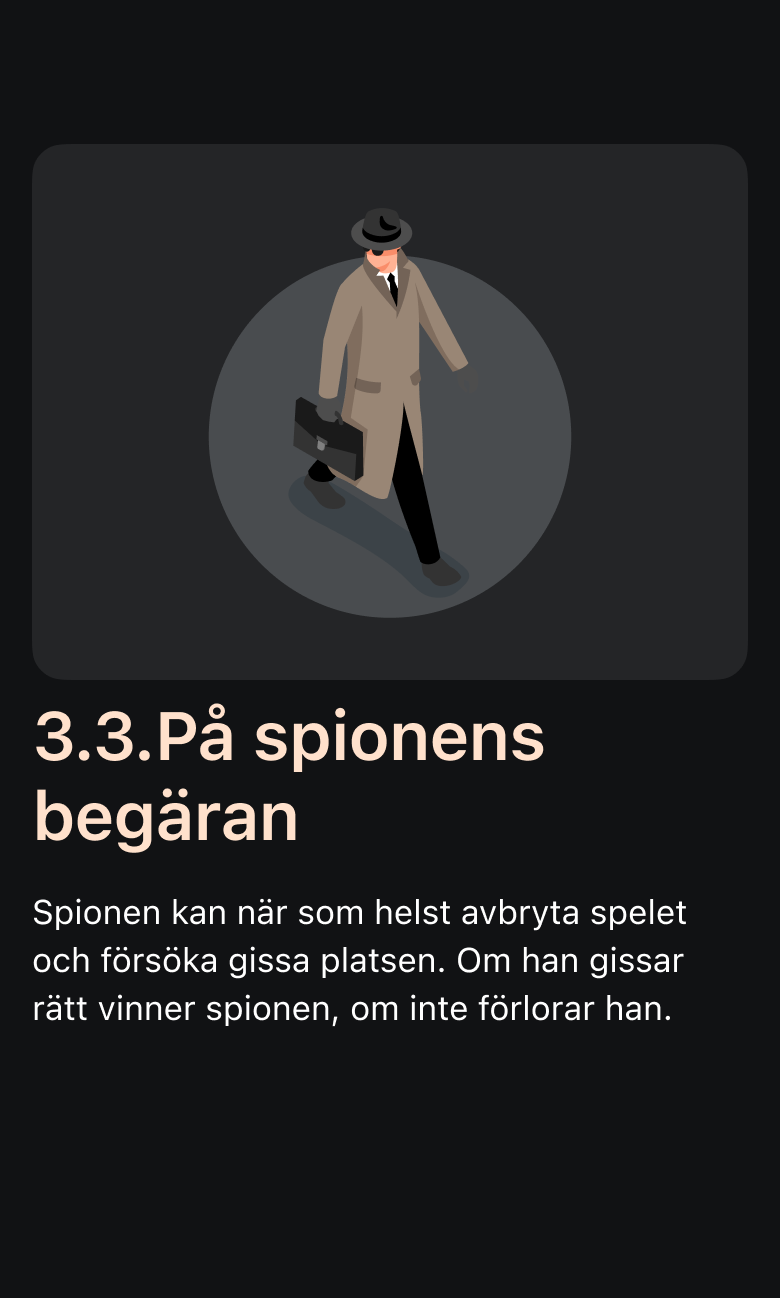 3.3.På spionens
begäran
Spionen kan när som helst avbryta spelet
och försöka gissa platsen. Om han gissar
rätt vinner spionen, om inte förlorar han.